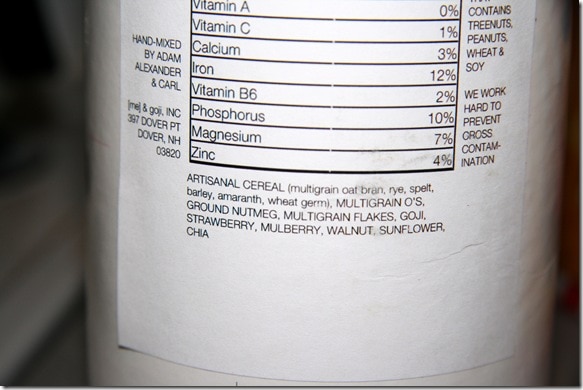 Vitamin A 0%
Vitamin C 1%
Calcium 3%
Iron 12%
Vitamin B6 2%
Phosphorus 10%
Magnesium 7%
Zinc 4%
HAND-MIXED
BY ADAM
ALEXANDER
& CARL
[me] & goji, INC
397 DOVER PT
DOVER, NH
03820
CONTAINS
TREENUTS,
PEANUTS,
WHEAT &
SOY
WE WORK
HARD TO
PREVENT
GROSS
CONTAM-
INATION
ARTISANAL CEREAL (multigrain oat bran, rye, spelt,
barley, amaranth, wheat germ), MULTIGRAIN O'S,
GROUND NUTMEG, MULTIGRAIN FLAKES, GOJI,
STRAWBERRY, MULBERRY, WALNUT, SUNFLOWER,
CHIA